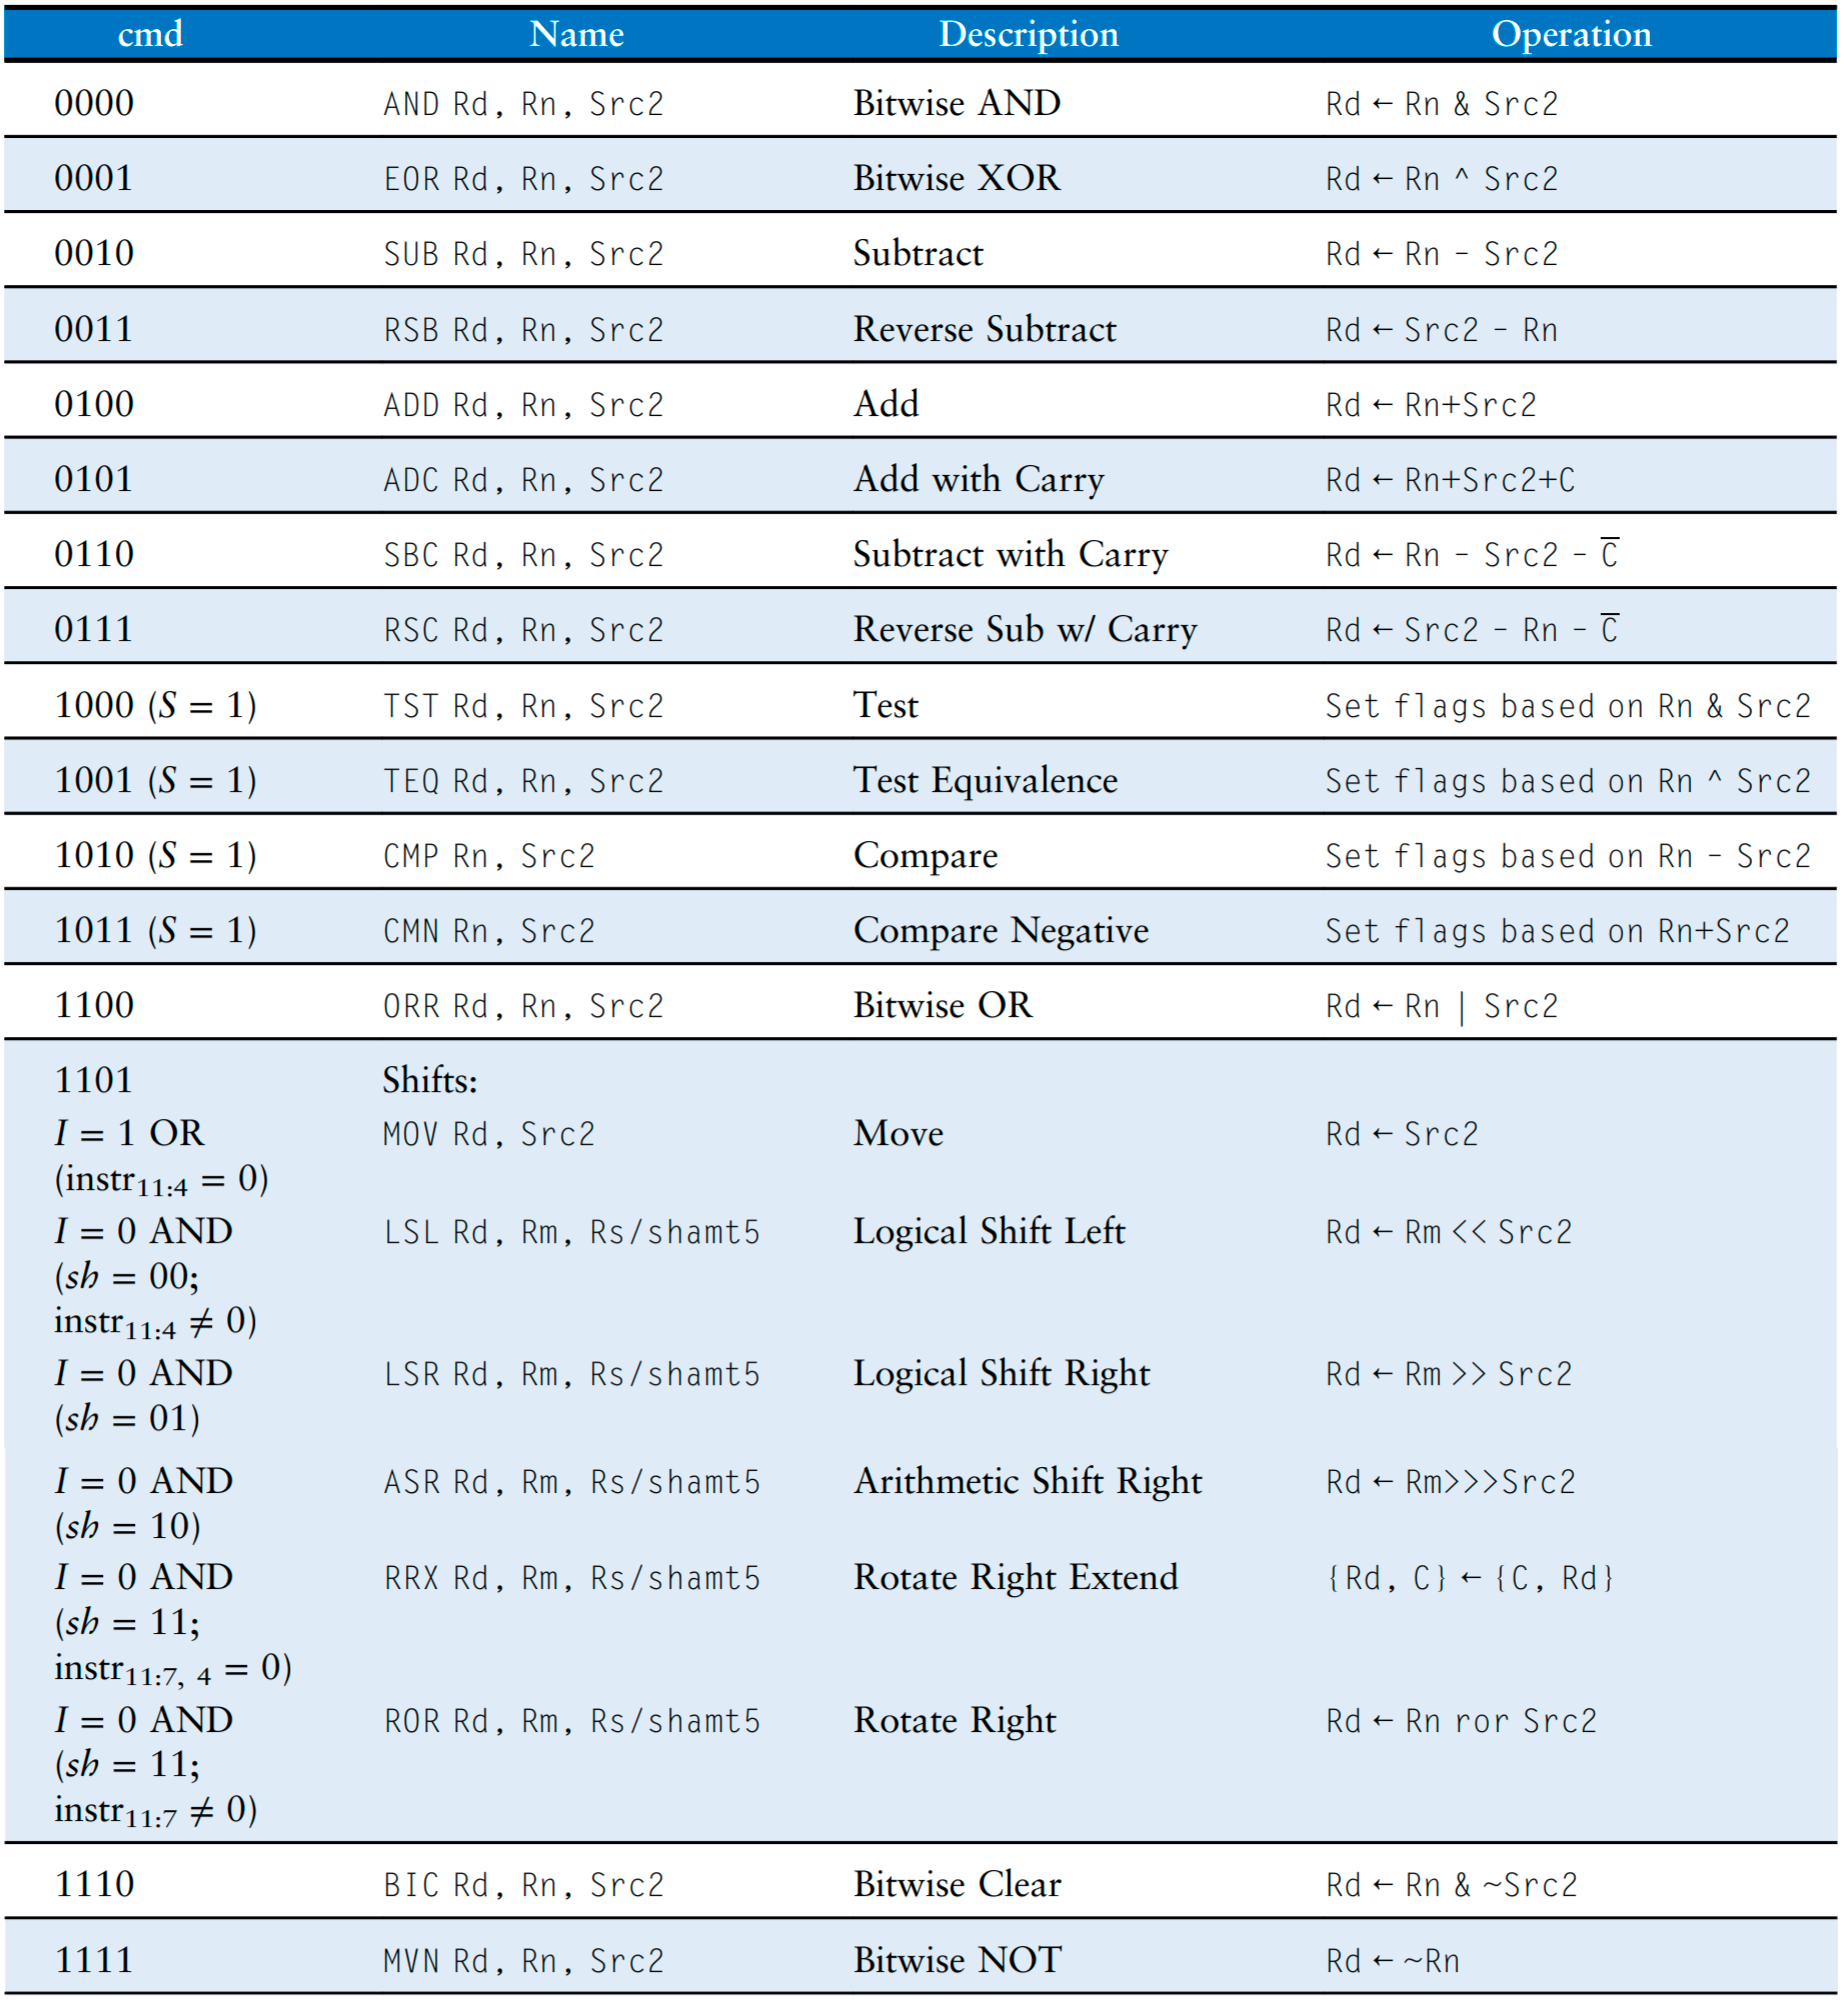 cmd Name Description Operation
0000 AND Rd, Rn, Src2 Bitwise AND Rd ← Rn & Src2
0001 EOR Rd, Rn, Src2 Bitwise XOR Rd ← Rn ^ Src2
0010 SUB Rd, Rn, Src2 Subtract Rd ← Rn - Src2
0011 RSB Rd, Rn, Src2 Reverse Subtract Rd ← Src2 - Rn
0100 ADD Rd, Rn, Src2 Add Rd ← Rn+Src2
0101 ADC Rd, Rn, Src2 Add with Carry Rd ← Rn+Src2+C
0110 SBC Rd, Rn, Src2 Subtract with Carry Rd ← Rn - Src2 - C̅
0111 RSC Rd, Rn, Src2 Reverse Sub w/ Carry Rd ← Src2 - Rn - C̅
1000 (S = 1) TST Rd, Rn, Src2 Test Set flags based on Rn & Src2
1001 (S = 1) TEQ Rd, Rn, Src2 Test Equivalence Set flags based on Rn ^ Src2
1010 (S = 1) CMP Rn, Src2 Compare Set flags based on Rn - Src2
1011 (S = 1) CMN Rn, Src2 Compare Negative Set flags based on Rn+Src2
1100 ORR Rd, Rn, Src2 Bitwise OR Rd ← Rn | Src2
1101 Shifts:
I = 1 OR MOV Rd, Src2 Move Rd ← Src2
(instr11:4 = 0)
I = 0 AND LSL Rd, Rm, Rs/shamt5 Logical Shift Left Rd ← Rm << Src2
(sh = 00;
instr11:4 ≠ 0)
I = 0 AND LSR Rd, Rm, Rs/shamt5 Logical Shift Right Rd ← Rm >> Src2
(sh = 01)
I = 0 AND ASR Rd, Rm, Rs/shamt5 Arithmetic Shift Right Rd ← Rm>>>Src2
(sh = 10)
I = 0 AND RRX Rd, Rm, Rs/shamt5 Rotate Right Extend {Rd, C} ← {C, Rd}
(sh = 11;
instr11:7, 4 = 0)
I = 0 AND ROR Rd, Rm, Rs/shamt5 Rotate Right Rd ← Rn ror Src2
(sh = 11;
instr11:7 ≠ 0)
1110 BIC Rd, Rn, Src2 Bitwise Clear Rd ← Rn & ~Src2
1111 MVN Rd, Rn, Src2 Bitwise NOT Rd ← ~Rn